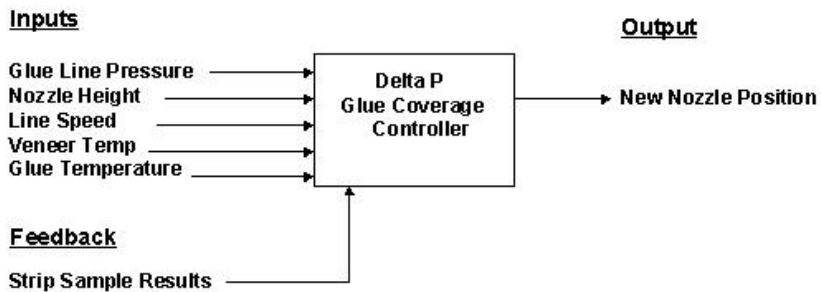 Inputs
Output
Glue Line Pressure
Nozzle Height
Line Speed
Veneer Temp
Glue Temperature
Delta P
Glue Coverage
Controller
New Nozzle Position
Feedback
Strip Sample Results